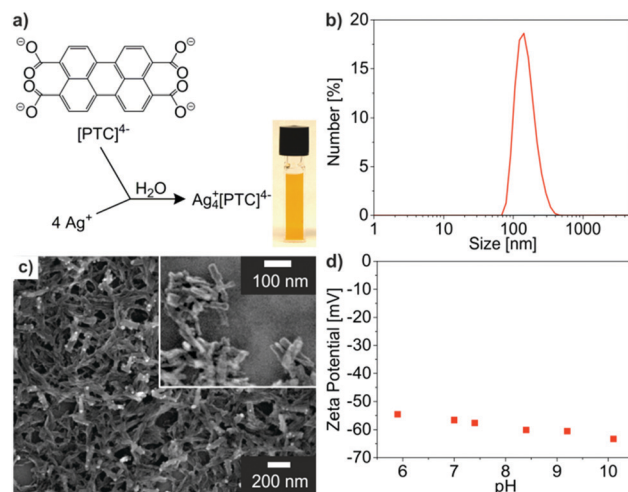 a)
⊖ O O ⊖
O O
O O
⊖ O O ⊖
[PTC]⁴⁻
H₂O
4 Ag⁺
Ag₄⁺[PTC]⁴⁻
b)
Number [%]
20
15
10
5
0
1 10 100 1000
Size [nm]
c)
100 nm
200 nm
d)
Zeta Potential [mV]
0
-10
-20
-30
-40
-50
-60
-70
6 7 8 9 10
pH